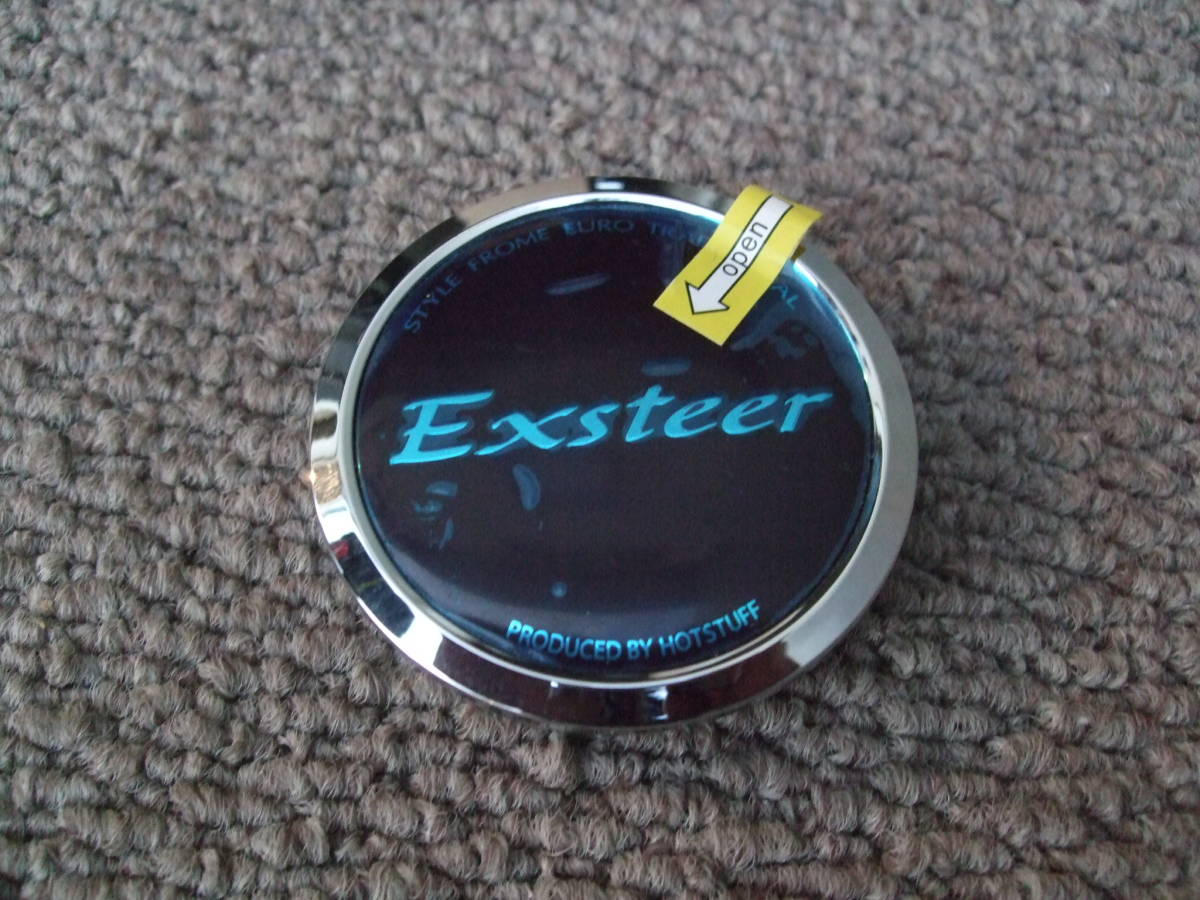 STYLE FROME EURO
open
Exsteer
PRODUCED BY HOTSTUFF